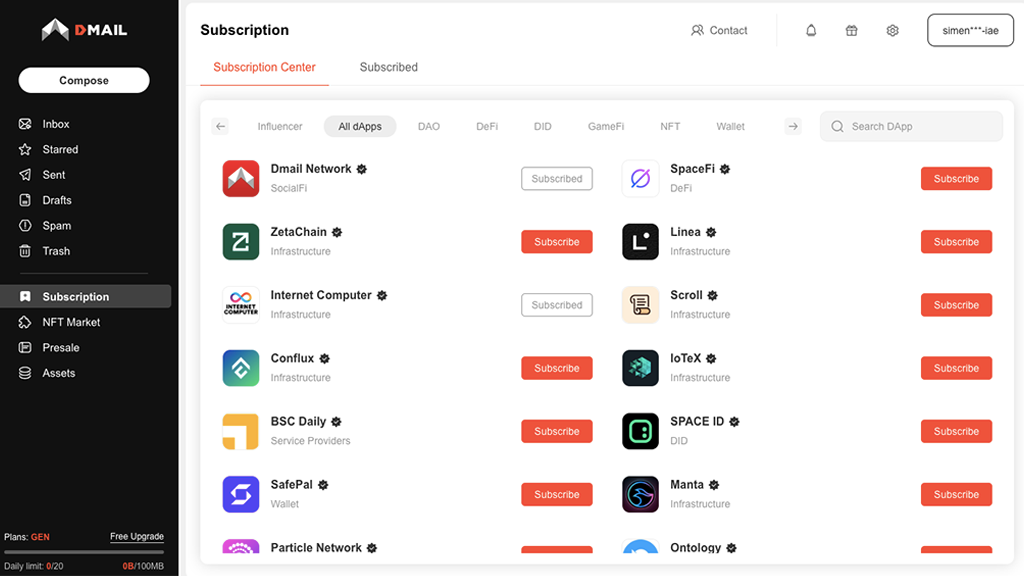 DMAIL
Compose
Inbox
Starred
Sent
Drafts
Spam
Trash
Subscription
NFT Market
Presale
Assets
Plans: GEN Free Upgrade
Daily limit: 0/20 0B/100MB
Subscription
Contact
simen***-iae
Subscription Center Subscribed
Influencer All dApps DAO DeFi DID GameFi NFT Wallet
Search DApp
Dmail Network
SocialFi
Subscribed
SpaceFi
DeFi
Subscribe
ZetaChain
Infrastructure
Subscribe
Linea
Infrastructure
Subscribe
INTERNET
COMPUTER
Internet Computer
Infrastructure
Subscribed
Scroll
Infrastructure
Subscribe
Conflux
Infrastructure
Subscribe
IoTeX
Infrastructure
Subscribe
BSC Daily
Service Providers
Subscribe
SPACE ID
DID
Subscribe
SafePal
Wallet
Subscribe
Manta
Infrastructure
Subscribe
Particle Network
Ontology